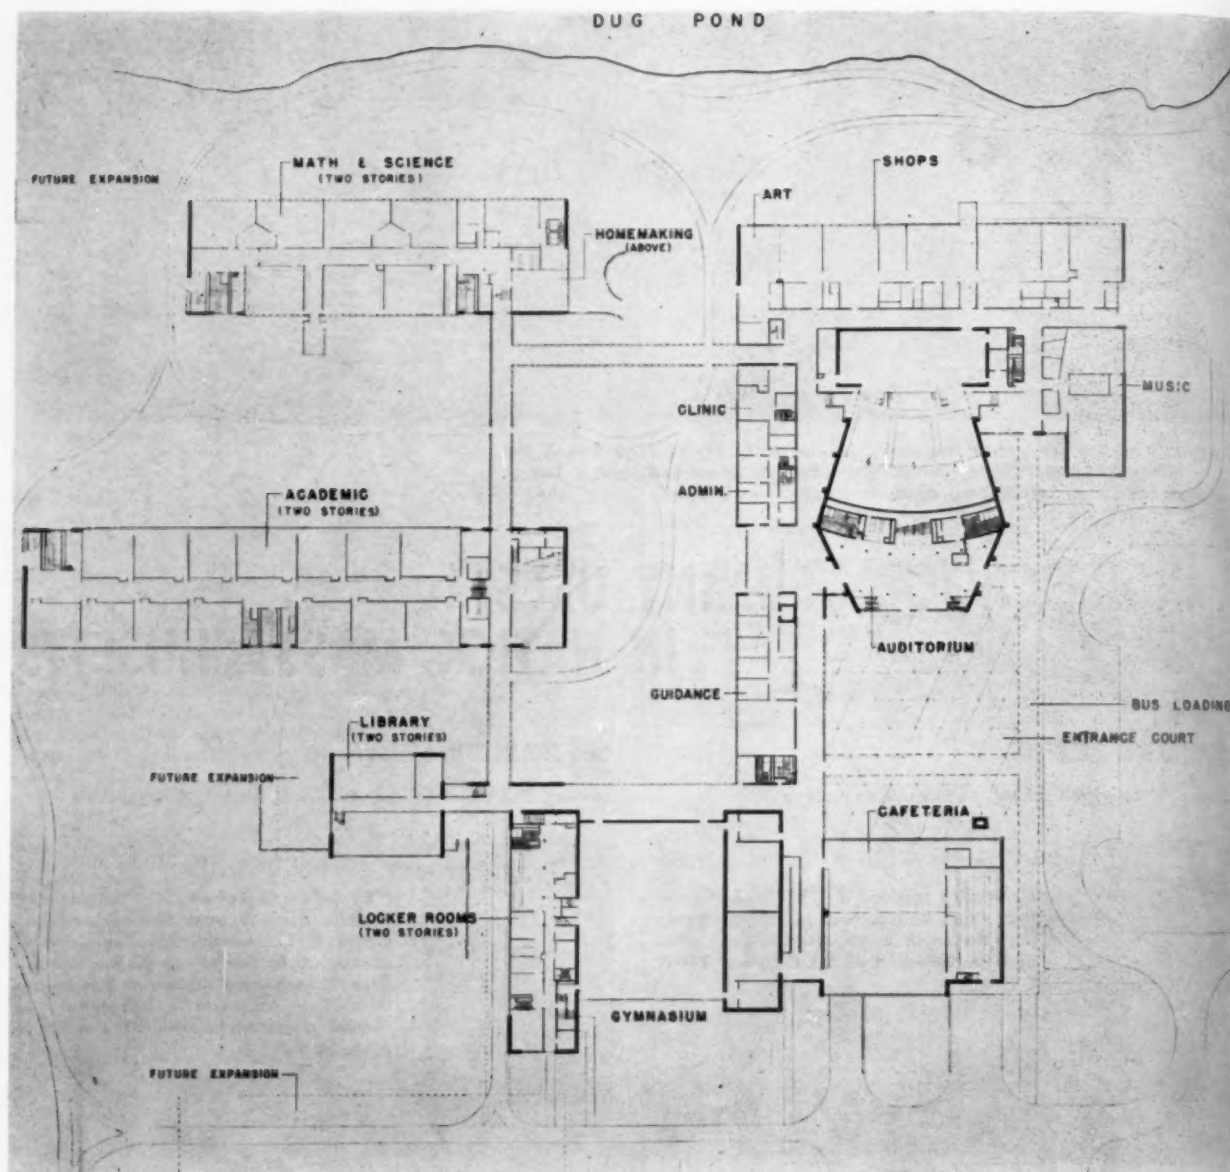 DUG POND
MATH & SCIENCE
(TWO STORIES)
FUTURE EXPANSION
SHOPS
ART
HOMEMAKING
(ABOVE)
CLINIC
MUSIC
ADMIN.
ACADEMIC
(TWO STORIES)
AUDITORIUM
GUIDANCE
BUS LOADING
LIBRARY
(TWO STORIES)
ENTRANCE COURT
FUTURE EXPANSION
CAFETERIA
LOCKER ROOMS
(TWO STORIES)
GYMNASIUM
FUTURE EXPANSION